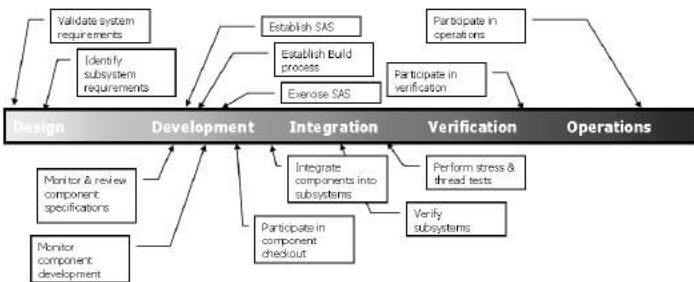 Validate system
requirements
Identify
subsystem
requirements
Establish SAS
Establish Build
process
Exercise SAS
Participate in
operations
Participate in
verification
Design
Development
Integration
Verification
Operations
Monitor & review
component
specifications
Monitor
component
development
Participate in
component
checkout
Integrate
components into
subsystems
Verify
subsystems
Perform stress &
thread tests